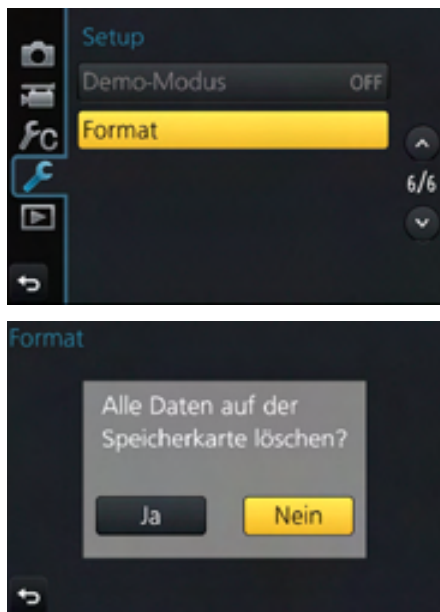 Setup
Demo-Modus OFF
Format
6/6
Format
Alle Daten auf der
Speicherkarte löschen?
Ja Nein